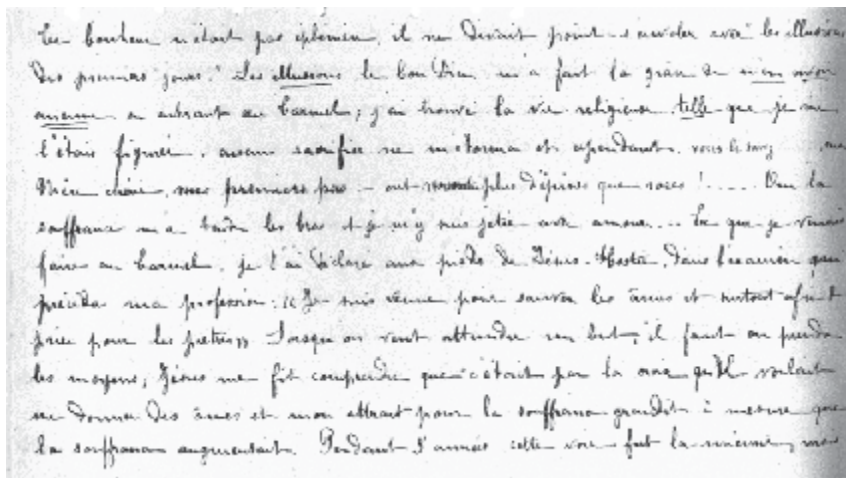 Ce bonheur n'était pas éphémère, il ne devait point s'envoler avec les illusions
des premiers jours. Les illusions, le bon Dieu m'a fait la grâce de n'en avoir
aucune en entrant au Carmel; j'ai trouvé la vie religieuse telle que je me
l'étais figurée, aucun sacrifice ne m'étonna et cependant, vous le savez ma
Mère chérie, mes premiers pas ont rencontré plus d'épines que roses!..... Oui la
souffrance m'a tendu les bras et je m'y suis jetée avec amour... Ce que je venais
faire au Carmel, je l'ai déclaré aux pieds de Jésus-Hostie, dans l'examen qui
précéda ma profession: «Je suis venue pour sauver les âmes et surtout afin de
prier pour les prêtres» Lorsqu'on veut atteindre un but, il faut en prendre
les moyens; Jésus me fit comprendre que c'était par la croix qu'Il voulait
me donner des âmes et mon attrait pour la souffrance grandit à mesure que
la souffrance augmentait. Pendant 5 années cette voie fut la mienne, mais